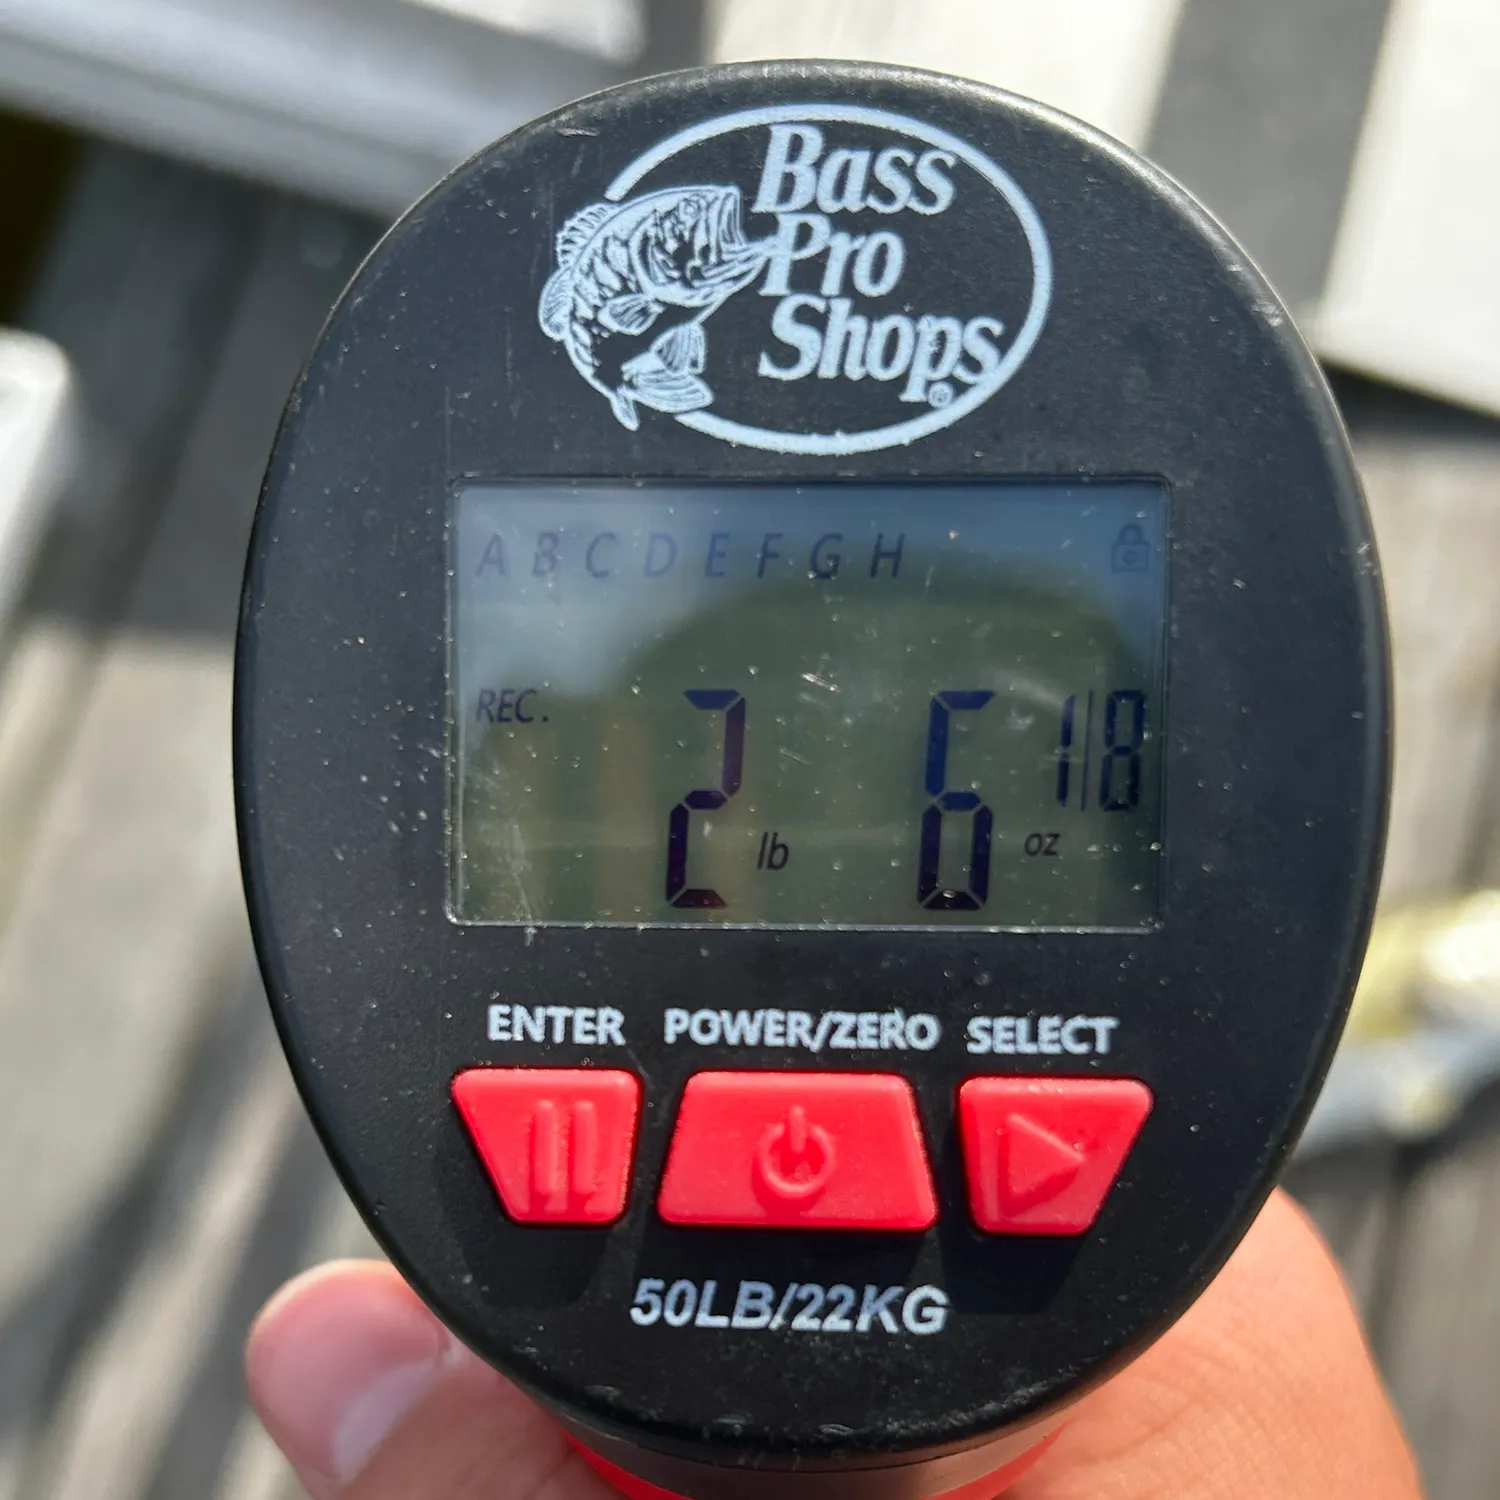 Bass
Pro
Shops®
A B C D E F G H
REC. 2 lb 6 1/8 oz
ENTER POWER/ZERO SELECT
50LB/22KG